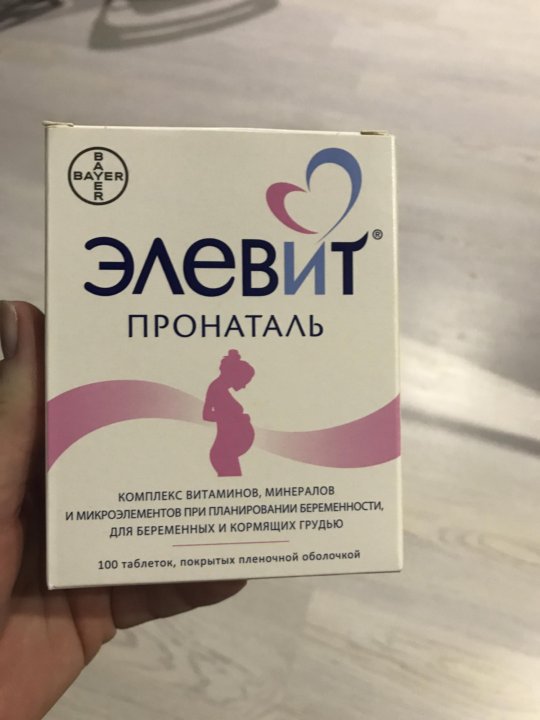 BAYER
BAYER
ЭЛЕВИТ®
ПРОНАТАЛЬ
КОМПЛЕКС ВИТАМИНОВ, МИНЕРАЛОВ
И МИКРОЭЛЕМЕНТОВ ПРИ ПЛАНИРОВАНИИ БЕРЕМЕННОСТИ,
ДЛЯ БЕРЕМЕННЫХ И КОРМЯЩИХ ГРУДЬЮ
100 таблеток, покрытых пленочной оболочкой